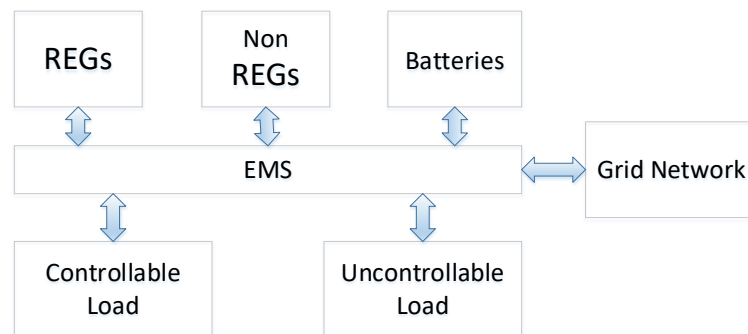 REGs
Non
REGs
Batteries
EMS
Grid Network
Controllable
Load
Uncontrollable
Load